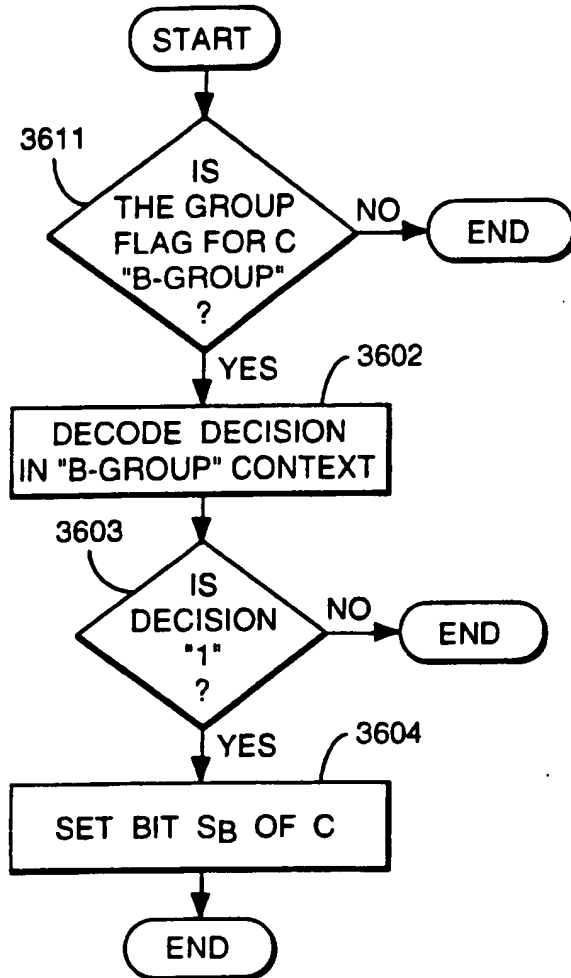 START
3611
IS
THE GROUP
FLAG FOR C
"B-GROUP"
?
NO
END
YES
3602
DECODE DECISION
IN "B-GROUP" CONTEXT
3603
IS
DECISION
"1"
?
NO
END
YES
3604
SET BIT SB OF C
END